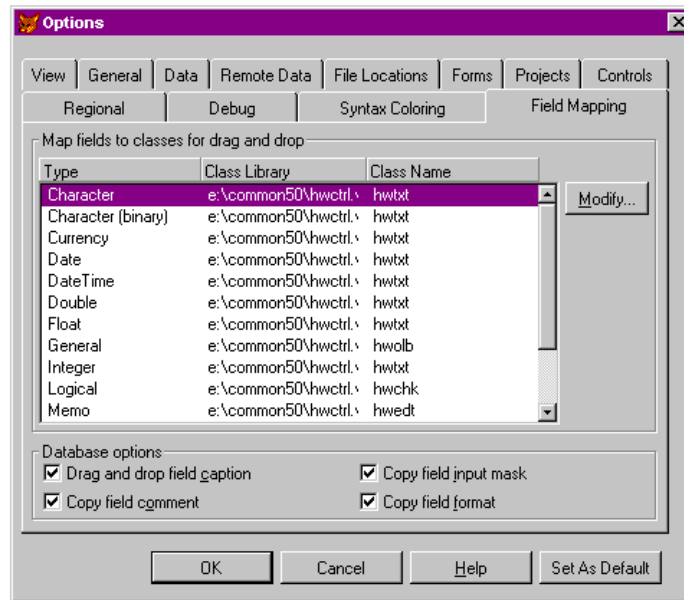 Options
View General Data Remote Data File Locations Forms Projects Controls
Regional Debug Syntax Coloring Field Mapping
Map fields to classes for drag and drop
Type Class Library Class Name
Character e:\common50\hwctrl.v hwtxt
Modify...
Character (binary) e:\common50\hwctrl.v hwtxt
Currency e:\common50\hwctrl.v hwtxt
Date e:\common50\hwctrl.v hwtxt
DateTime e:\common50\hwctrl.v hwtxt
Double e:\common50\hwctrl.v hwtxt
Float e:\common50\hwctrl.v hwtxt
General e:\common50\hwctrl.v hwolb
Integer e:\common50\hwctrl.v hwtxt
Logical e:\common50\hwctrl.v hwchk
Memo e:\common50\hwctrl.v hwedt
Database options
Drag and drop field caption Copy field input mask
Copy field comment Copy field format
OK Cancel Help Set As Default